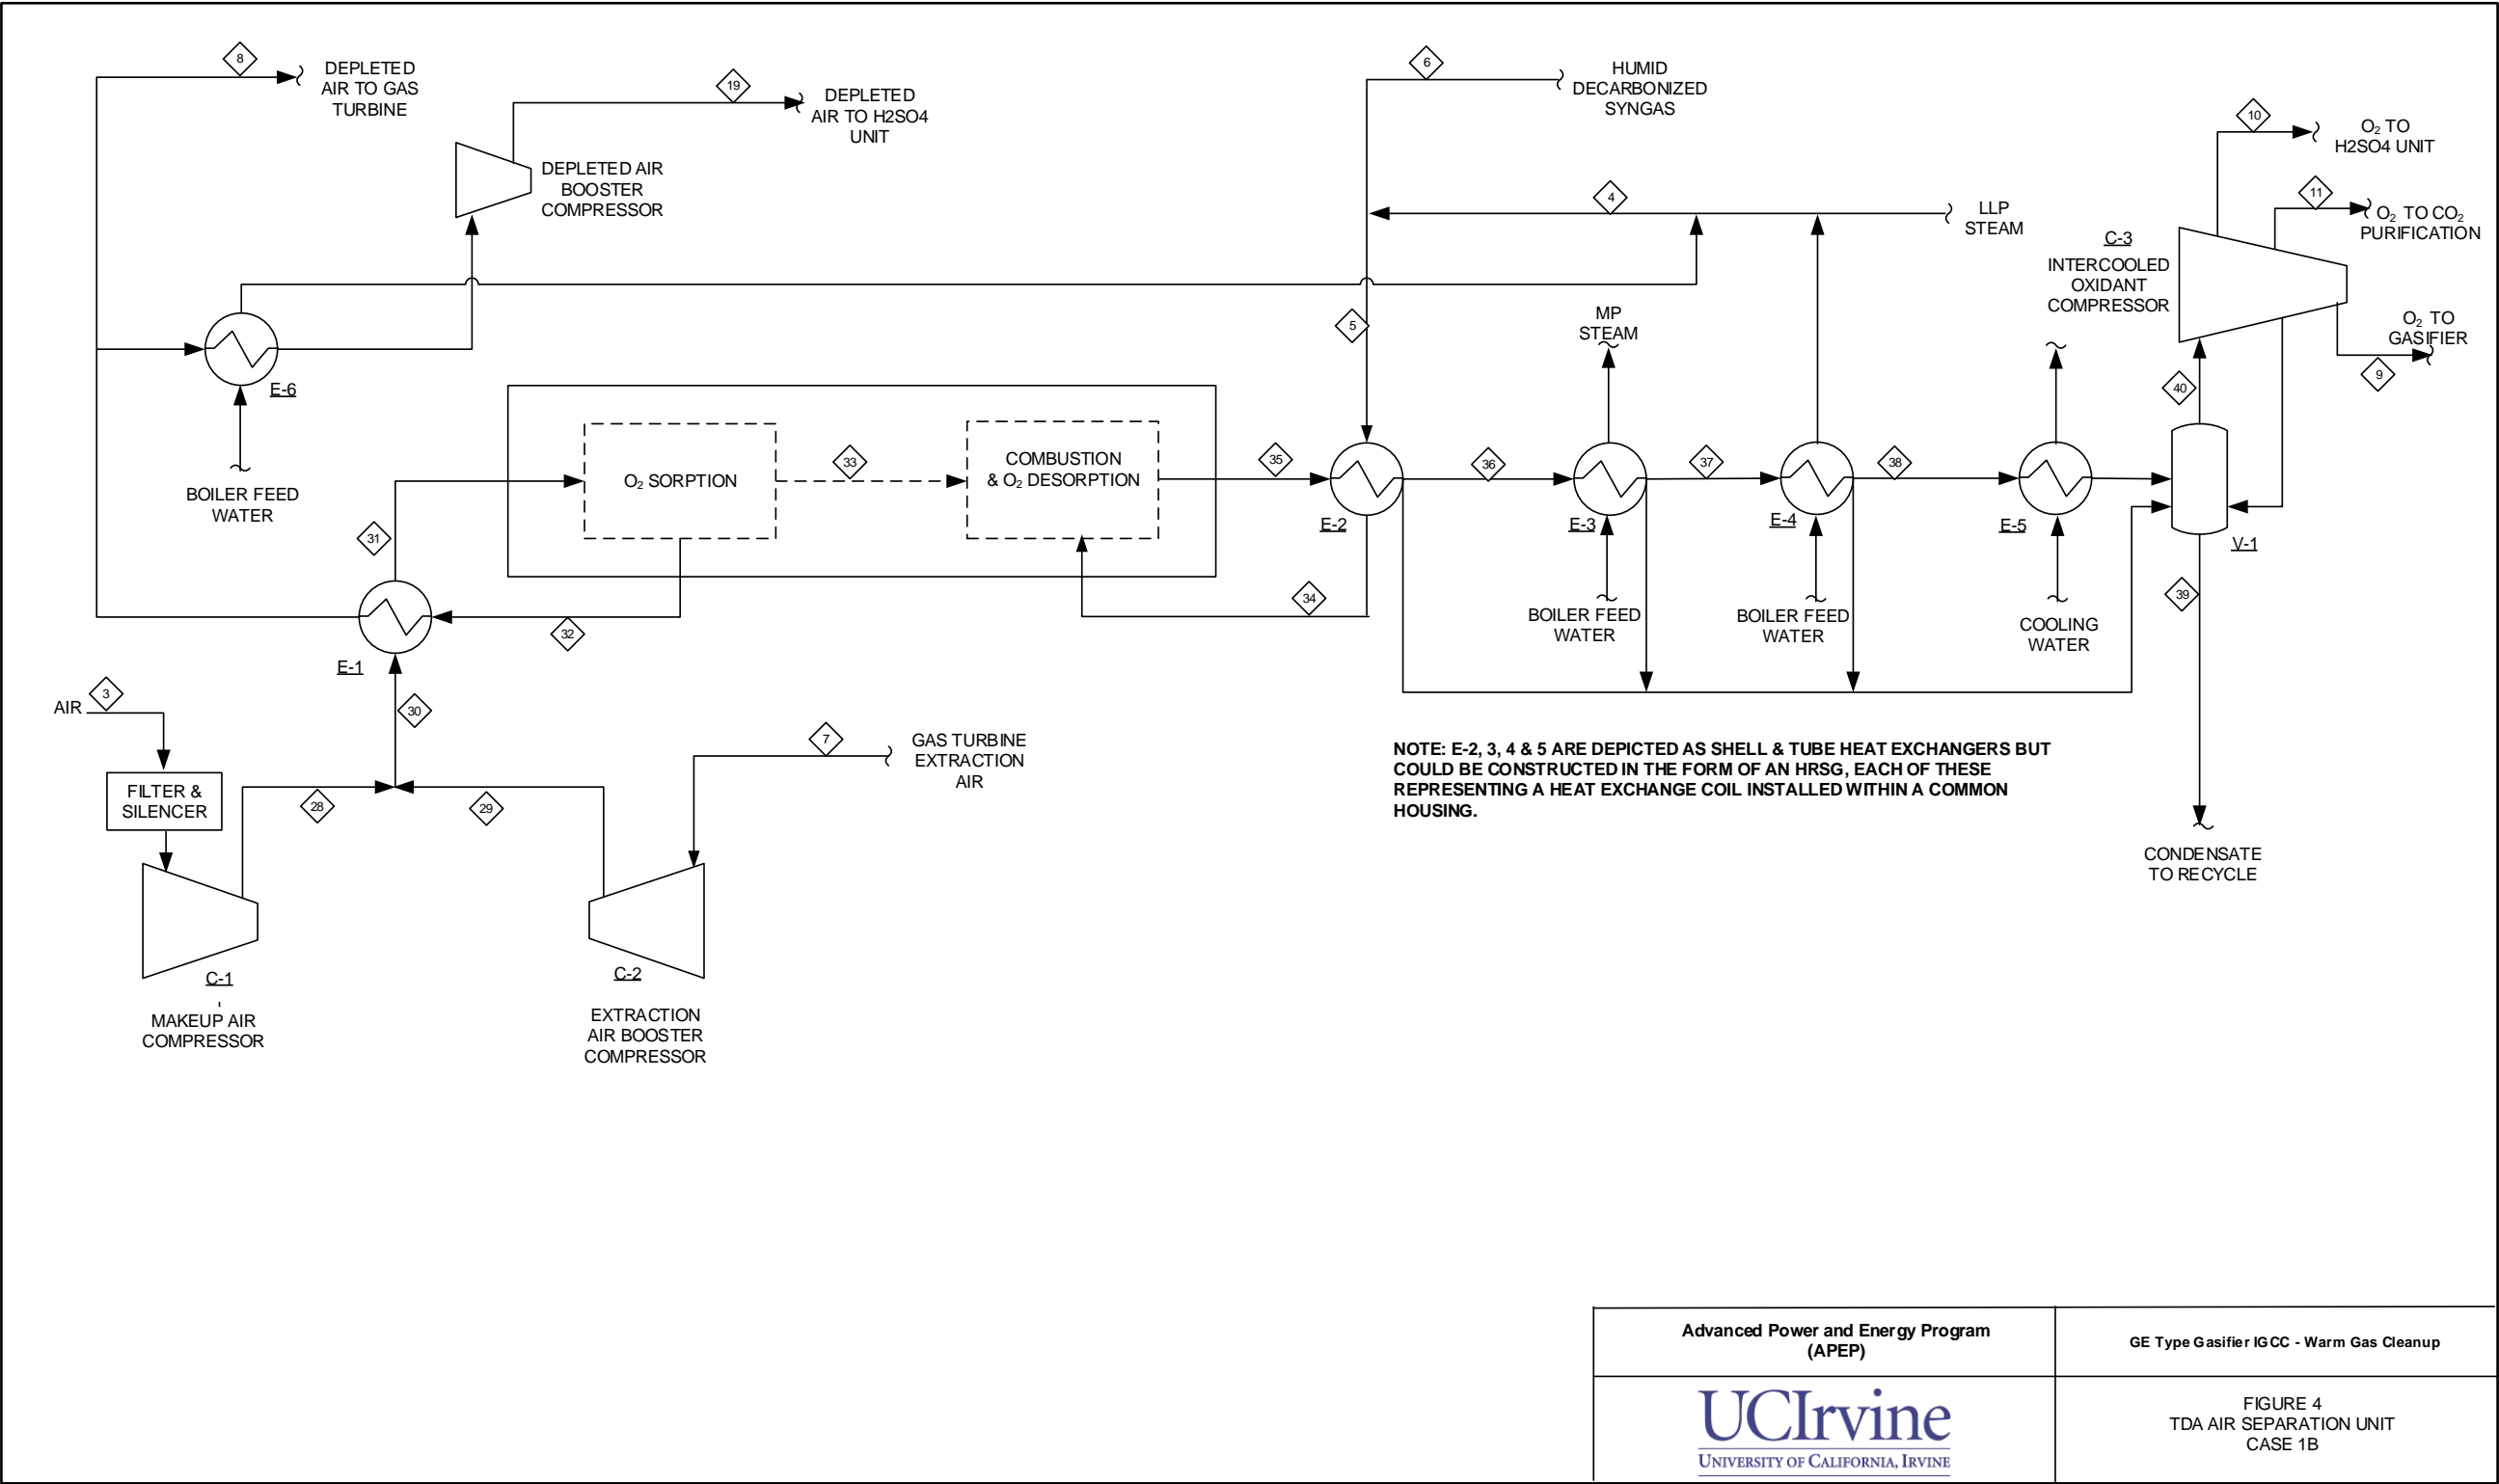 8
DEPLETED
AIR TO GAS
TURBINE
19
DEPLETED
AIR TO H2SO4
UNIT
DEPLETED AIR
BOOSTER
COMPRESSOR
6
HUMID
DECARBONIZED
SYNGAS
4
LLP
STEAM
10
O₂ TO
H2SO4 UNIT
11
O₂ TO CO₂
PURIFICATION
C-3
INTERCOOLED
OXIDANT
COMPRESSOR
O₂ TO
GASIFIER
9
40
5
MP
STEAM
E-6
BOILER FEED
WATER
O₂ SORPTION
33
COMBUSTION
& O₂ DESORPTION
35
E-2
36
E-3
37
E-4
38
E-5
V-1
31
32
34
39
BOILER FEED
WATER
BOILER FEED
WATER
COOLING
WATER
E-1
AIR
3
30
7
GAS TURBINE
EXTRACTION
AIR
FILTER &
SILENCER
28
29
NOTE: E-2, 3, 4 & 5 ARE DEPICTED AS SHELL & TUBE HEAT EXCHANGERS BUT
COULD BE CONSTRUCTED IN THE FORM OF AN HRSG, EACH OF THESE
REPRESENTING A HEAT EXCHANGE COIL INSTALLED WITHIN A COMMON
HOUSING.
CONDENSATE
TO RECYCLE
C-1
MAKEUP AIR
COMPRESSOR
C-2
EXTRACTION
AIR BOOSTER
COMPRESSOR
Advanced Power and Energy Program
(APEP)
GE Type Gasifier IGCC - Warm Gas Cleanup
UCIrvine
UNIVERSITY OF CALIFORNIA, IRVINE
FIGURE 4
TDA AIR SEPARATION UNIT
CASE 1B